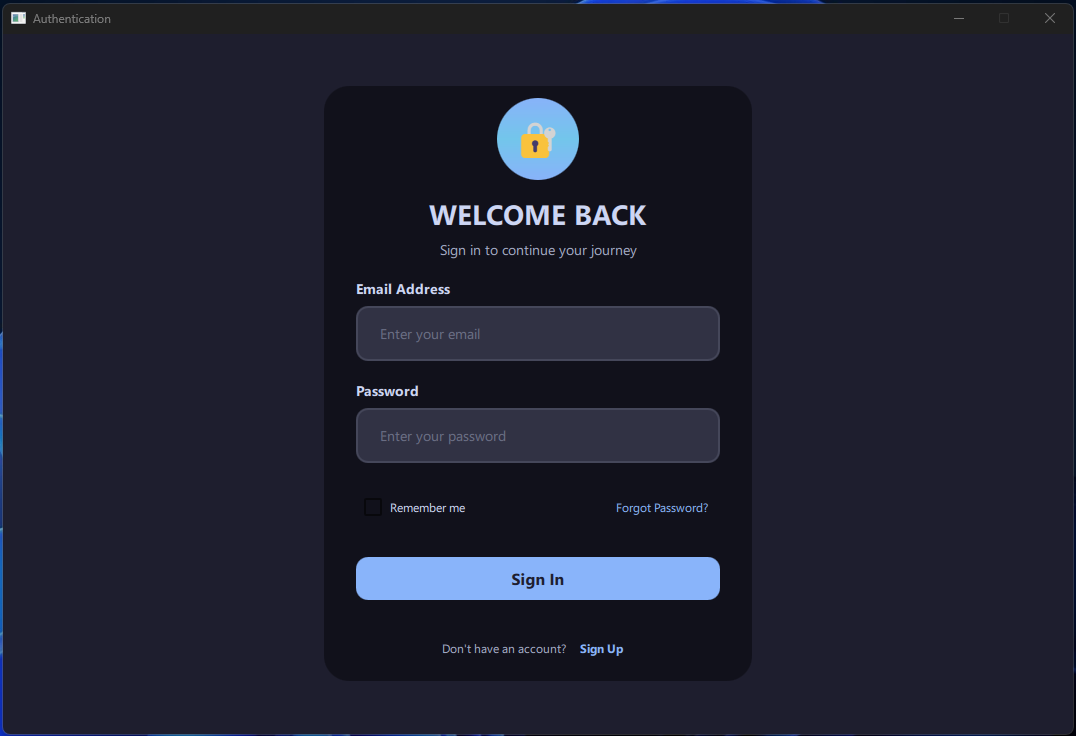 Authentication
WELCOME BACK
Sign in to continue your journey
Email Address
Enter your email
Password
Enter your password
Remember me Forgot Password?
Sign In
Don't have an account? Sign Up